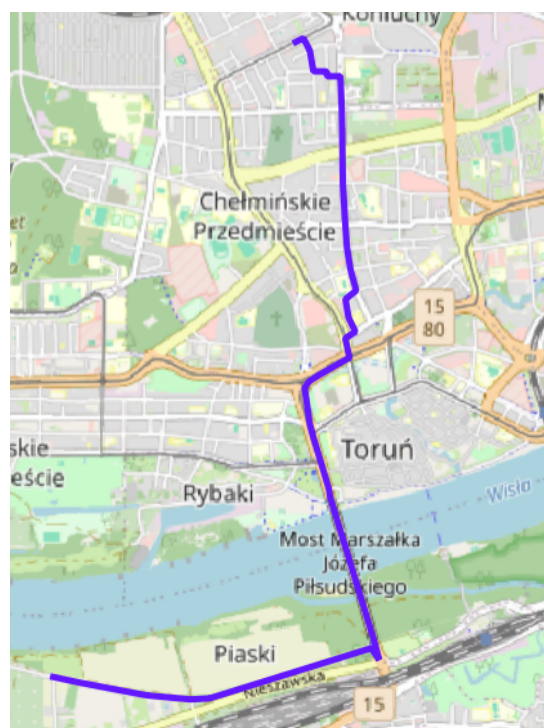 Koniuchy
Chełmińskie
Przedmieście
15
80
Toruń
skie
eście
Rybaki
Wisła
Most Marszałka
Józefa
Piłsudskiego
Piaski
Nieszawska
15